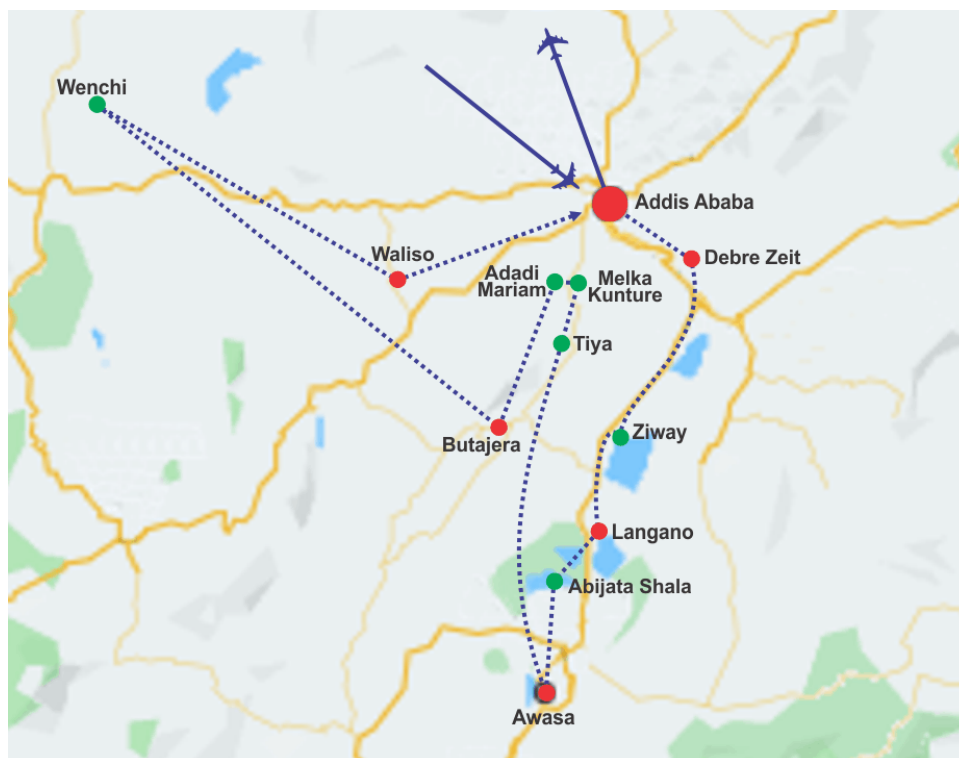 Wenchi
Addis Ababa
Waliso
Debre Zeit
Adadi
Mariam
Melka
Kunture
Tiya
Butajera
Ziway
Langano
Abijata Shala
Awasa